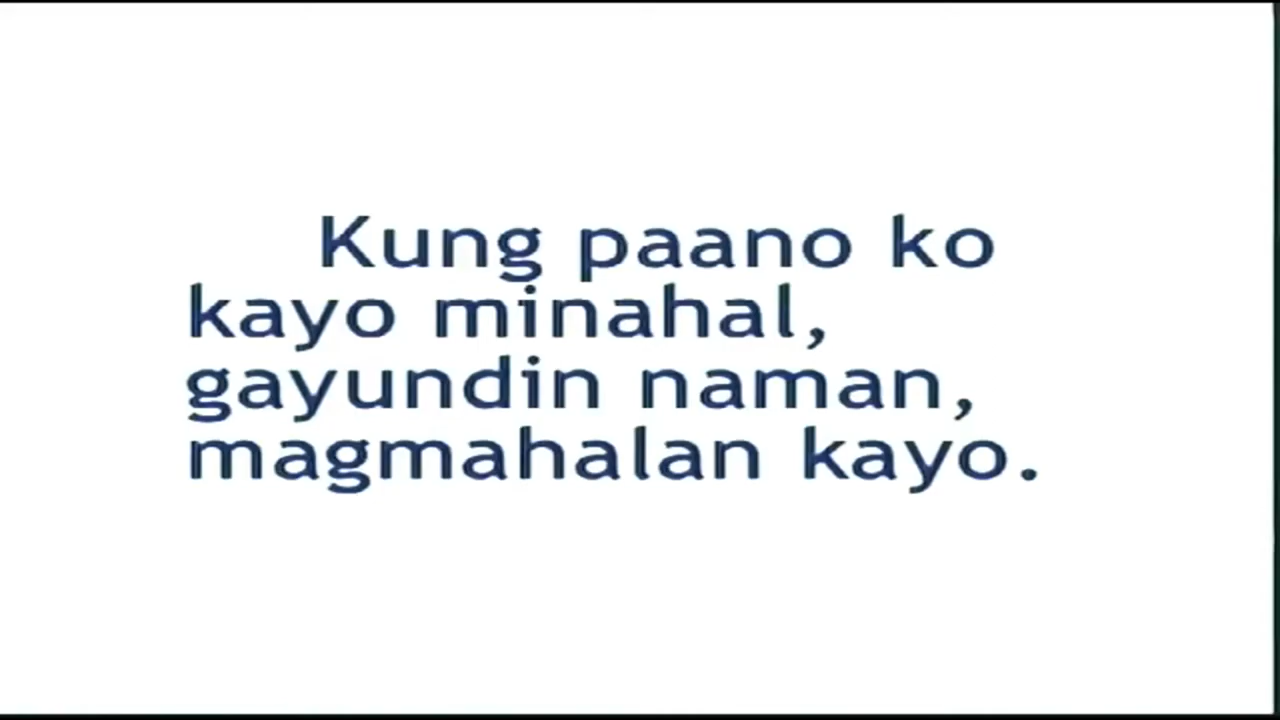 Kung paano ko
kayo minahal,
gayundin naman,
magmahalan kayo.